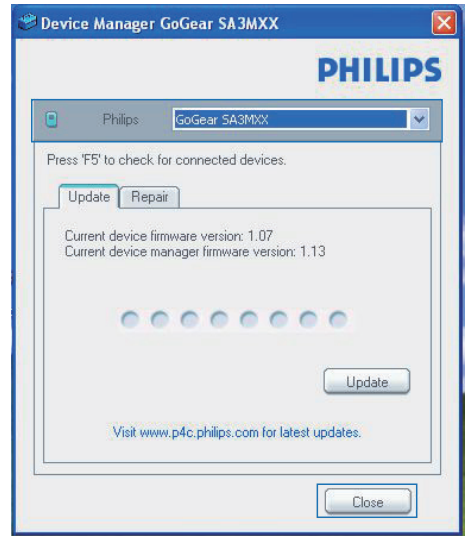 Device Manager GoGear SA3MXX
PHILIPS
Philips GoGear SA3MXX
Press 'F5' to check for connected devices.
Update Repair
Current device firmware version: 1.07
Current device manager firmware version: 1.13
Update
Visit www.p4c.philips.com for latest updates.
Close